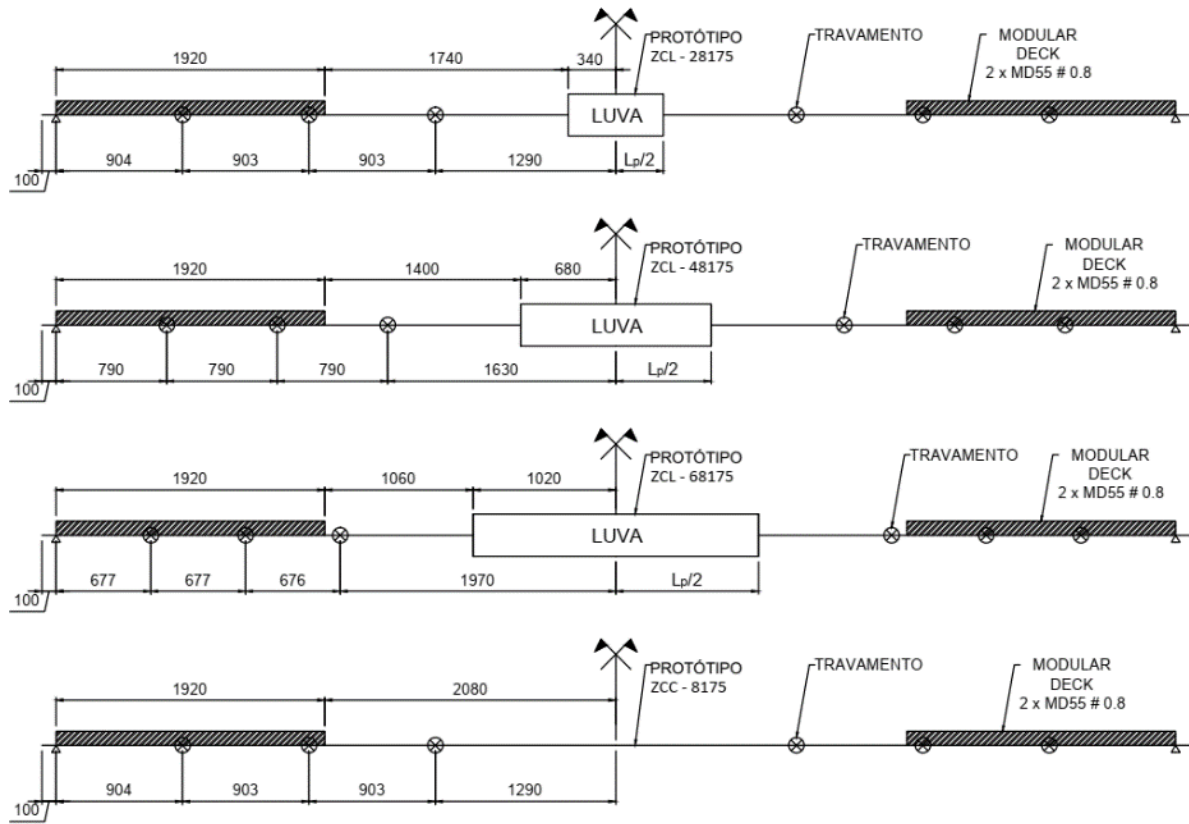 1920
1740
340
PROTÓTIPO
ZCL - 28175
TRAVAMENTO
MODULAR
DECK
2 x MD55 # 0.8
LUVA
904
903
903
1290
Lp/2
100
1920
1400
680
PROTÓTIPO
ZCL - 48175
TRAVAMENTO
MODULAR
DECK
2 x MD55 # 0.8
LUVA
790
790
790
1630
Lp/2
100
1920
1060
1020
PROTÓTIPO
ZCL - 68175
TRAVAMENTO
MODULAR
DECK
2 x MD55 # 0.8
LUVA
677
677
676
1970
Lp/2
100
1920
2080
PROTÓTIPO
ZCC - 8175
TRAVAMENTO
MODULAR
DECK
2 x MD55 # 0.8
904
903
903
1290
100